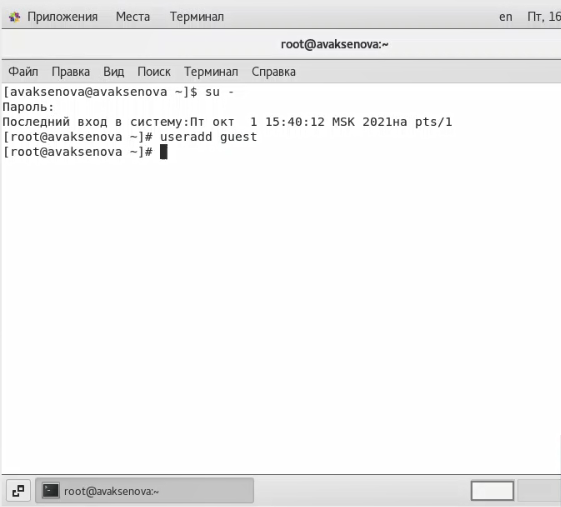 Приложения Места Терминал en Пт, 16
root@avaksenova:~
Файл Правка Вид Поиск Терминал Справка
[avaksenova@avaksenova ~]$ su -
Пароль:
Последний вход в систему:Пт окт  1 15:40:12 MSK 2021на pts/1
[root@avaksenova ~]# useradd guest
[root@avaksenova ~]#
root@avaksenova:~